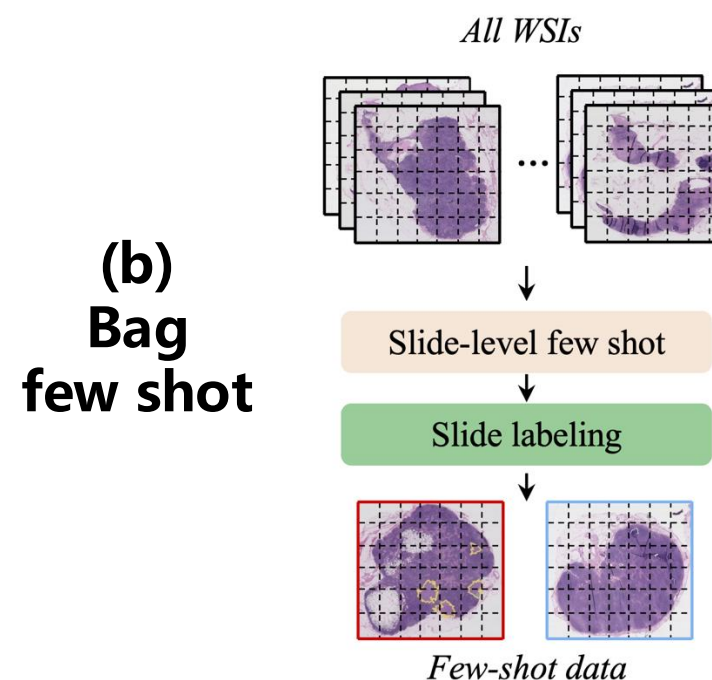 All WSIs
...
(b)
Bag
few shot
Slide-level few shot
Slide labeling
Few-shot data